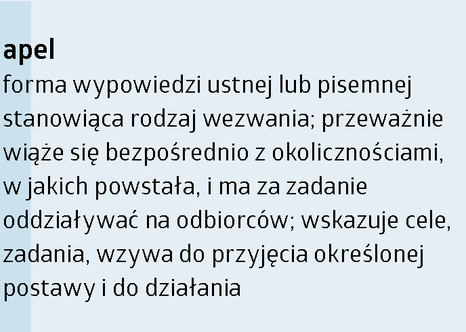 apel
forma wypowiedzi ustnej lub pisemnej
stanowiąca rodzaj wezwania; przeważnie
wiąże się bezpośrednio z okolicznościami,
w jakich powstała, i ma za zadanie
oddziaływać na odbiorców; wskazuje cele,
zadania, wzywa do przyjęcia określonej
postawy i do działania